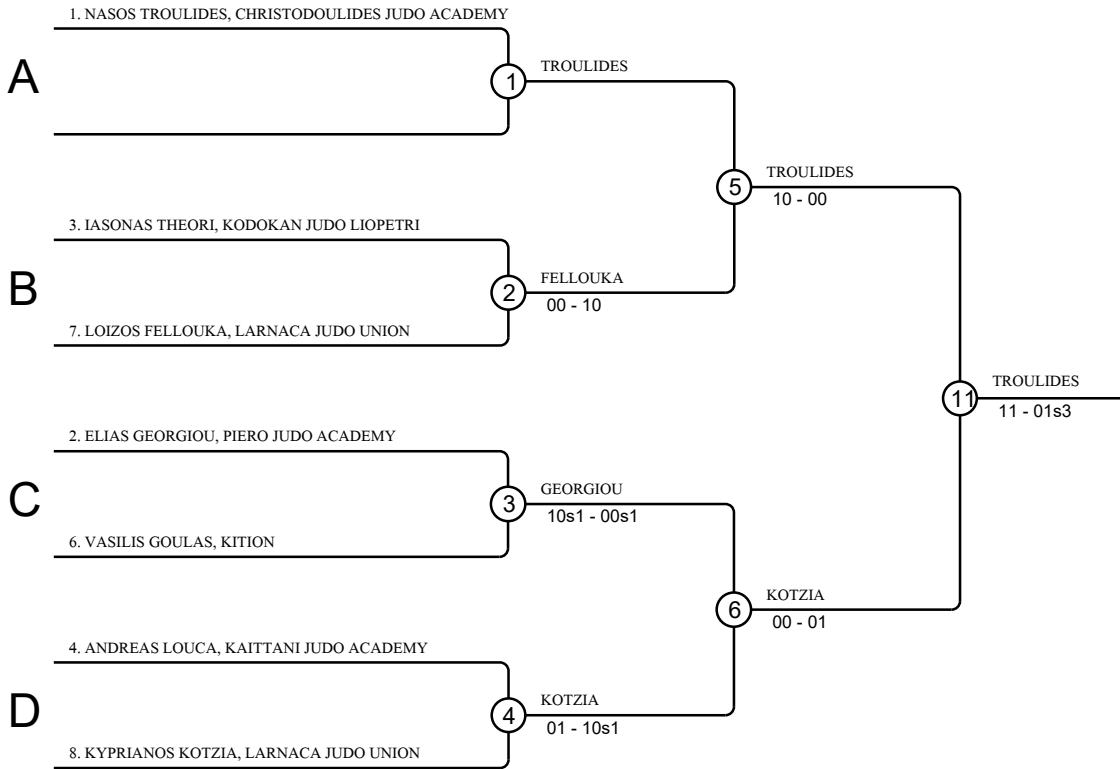 1. NASOS TROULIDES, CHRISTODOULIDES JUDO ACADEMY
A
1
TROULIDES
5
TROULIDES
10 - 00
3. IASONAS THEORI, KODOKAN JUDO LIOPETRI
B
2
FELLOUKA
00 - 10
7. LOIZOS FELLOUKA, LARNACA JUDO UNION
11
TROULIDES
11 - 01s3
2. ELIAS GEORGIOU, PIERO JUDO ACADEMY
C
3
GEORGIOU
10s1 - 00s1
6. VASILIS GOULAS, KITION
6
KOTZIA
00 - 01
4. ANDREAS LOUCA, KAITTANI JUDO ACADEMY
D
4
KOTZIA
01 - 10s1
8. KYPRIANOS KOTZIA, LARNACA JUDO UNION